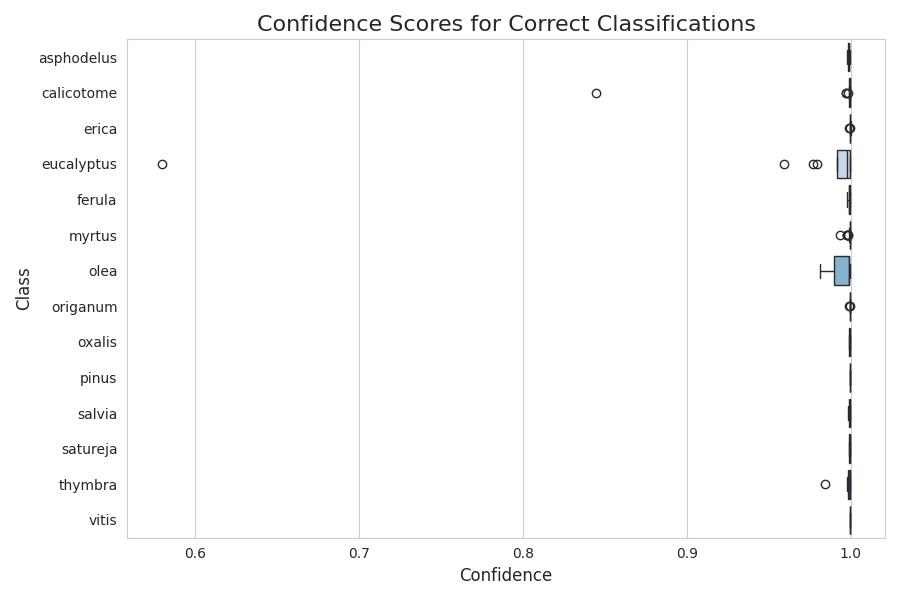 Confidence Scores for Correct Classifications
asphodelus
calicotome
erica
eucalyptus
ferula
myrtus
olea
origanum
oxalis
pinus
salvia
satureja
thymbra
vitis
Class
0.6 0.7 0.8 0.9 1.0
Confidence